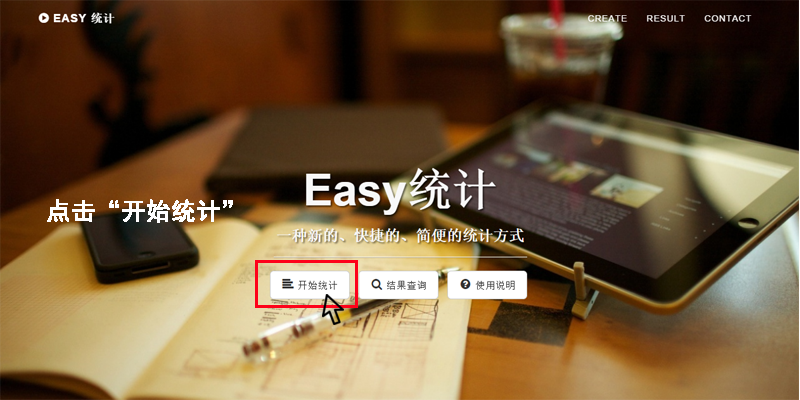 EASY 统计
CREATE RESULT CONTACT
Easy统计
点击“开始统计”
一种新的、快捷的、简便的统计方式
开始统计 结果查询 使用说明